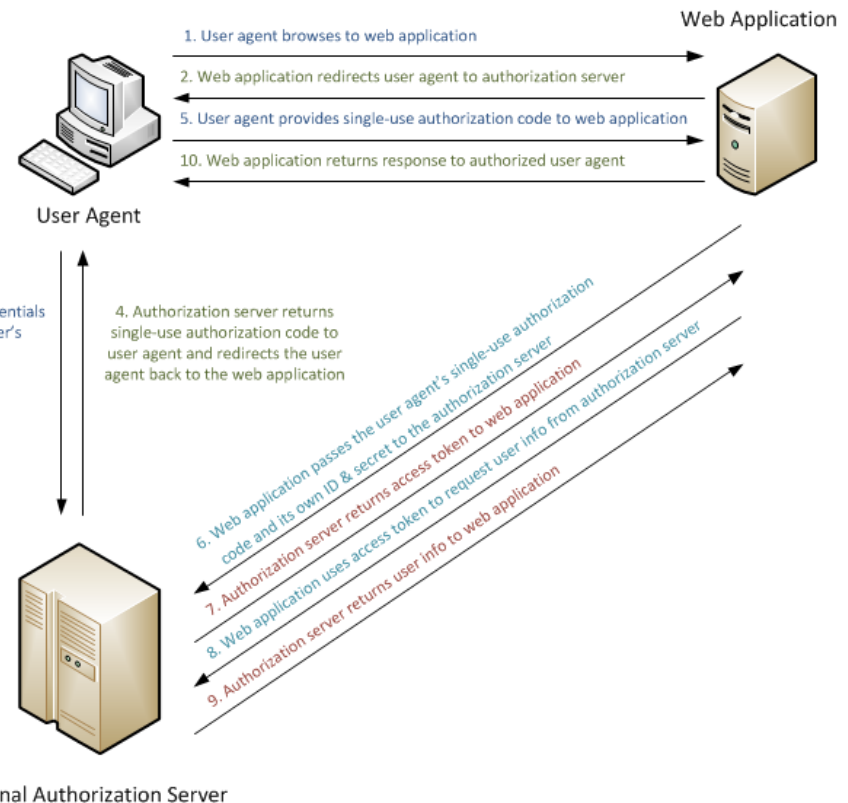 Web Application
1. User agent browses to web application
2. Web application redirects user agent to authorization server
5. User agent provides single-use authorization code to web application
10. Web application returns response to authorized user agent
User Agent
entials
er's
4. Authorization server returns
single-use authorization code to
user agent and redirects the user
agent back to the web application
6. Web application passes the user agent's single-use authorization
code and its own ID & secret to the authorization server
7. Authorization server returns access token to web application
8. Web application uses access token to request user info from authorization server
9. Authorization server returns user info to web application
nal Authorization Server